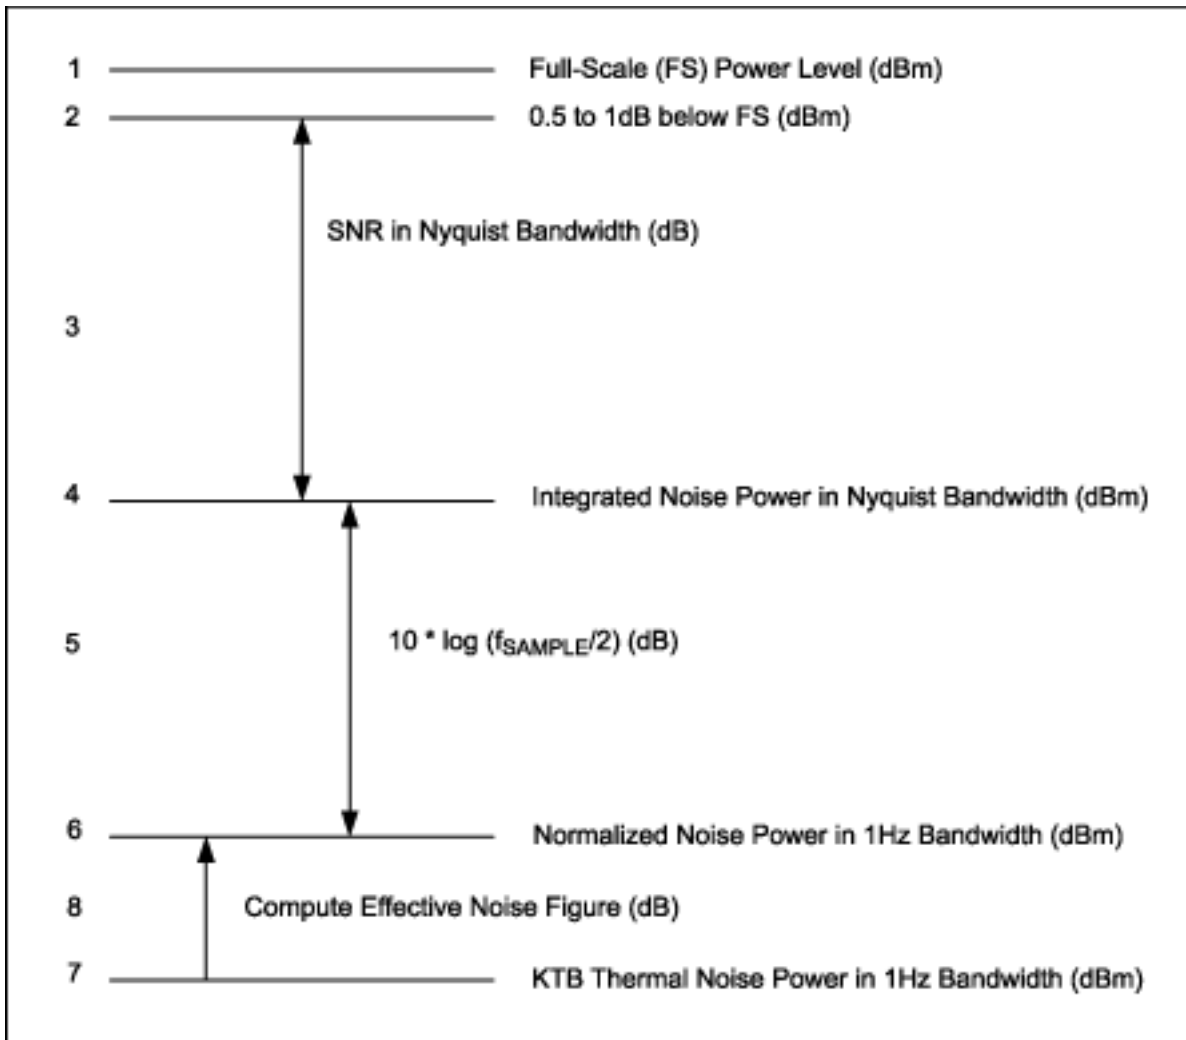 1 Full-Scale (FS) Power Level (dBm)
2 0.5 to 1dB below FS (dBm)
SNR in Nyquist Bandwidth (dB)
3
4 Integrated Noise Power in Nyquist Bandwidth (dBm)
5 10 * log (fSAMPLE/2) (dB)
6 Normalized Noise Power in 1Hz Bandwidth (dBm)
8 Compute Effective Noise Figure (dB)
7 KTB Thermal Noise Power in 1Hz Bandwidth (dBm)